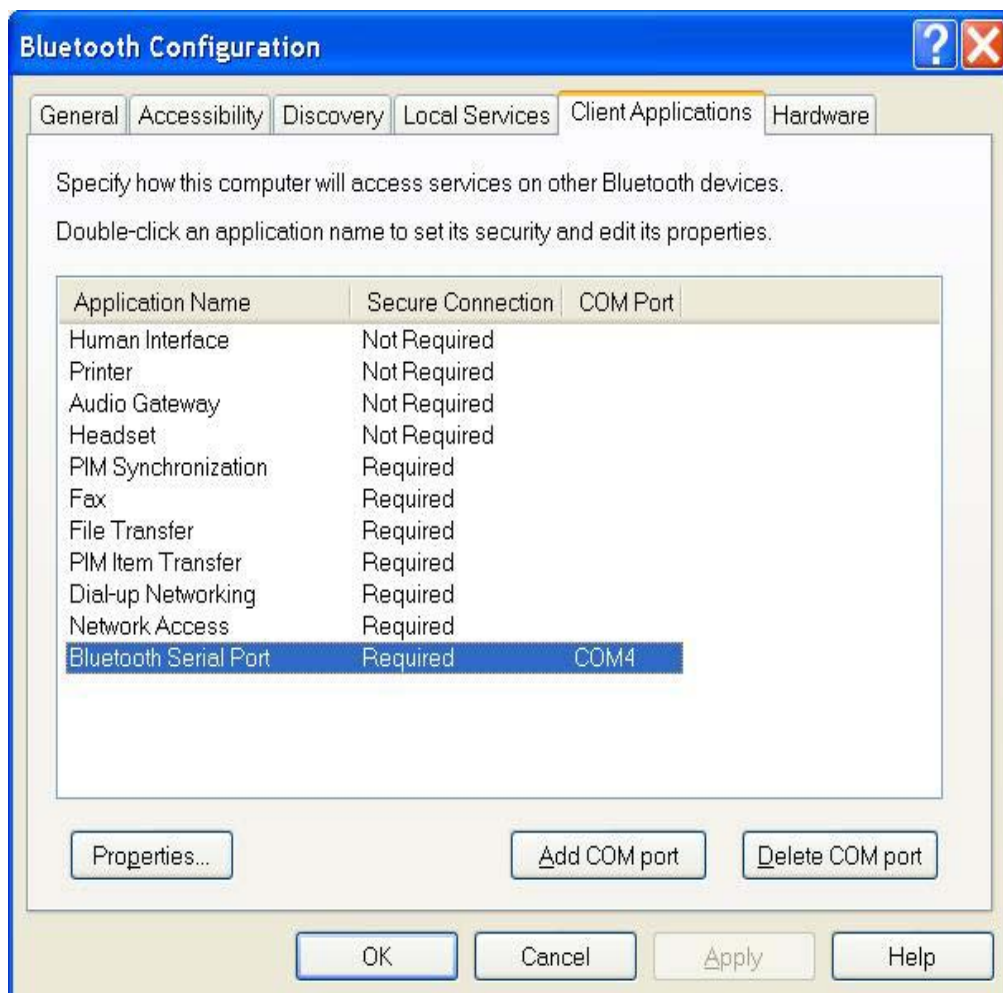 Bluetooth Configuration
General Accessibility Discovery Local Services Client Applications Hardware
Specify how this computer will access services on other Bluetooth devices.
Double-click an application name to set its security and edit its properties.
Application Name Secure Connection COM Port
Human Interface Not Required
Printer Not Required
Audio Gateway Not Required
Headset Not Required
PIM Synchronization Required
Fax Required
File Transfer Required
PIM Item Transfer Required
Dial-up Networking Required
Network Access Required
Bluetooth Serial Port Required COM4
Properties... Add COM port Delete COM port
OK Cancel Apply Help